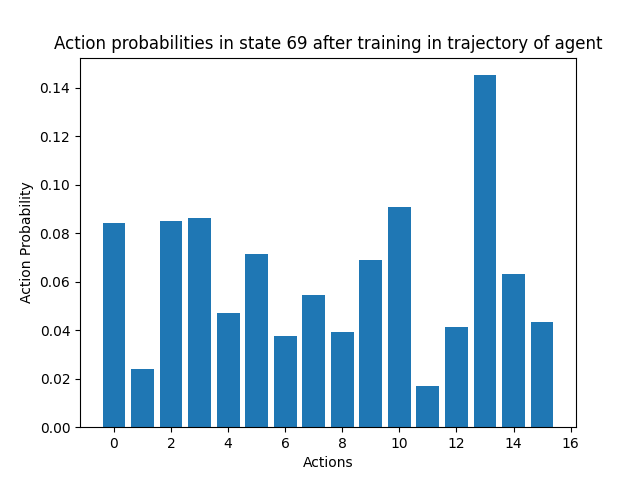 Action probabilities in state 69 after training in trajectory of agent
0.14
0.12
0.10
0.08
0.06
0.04
0.02
0.00
Action Probability
0 2 4 6 8 10 12 14 16
Actions